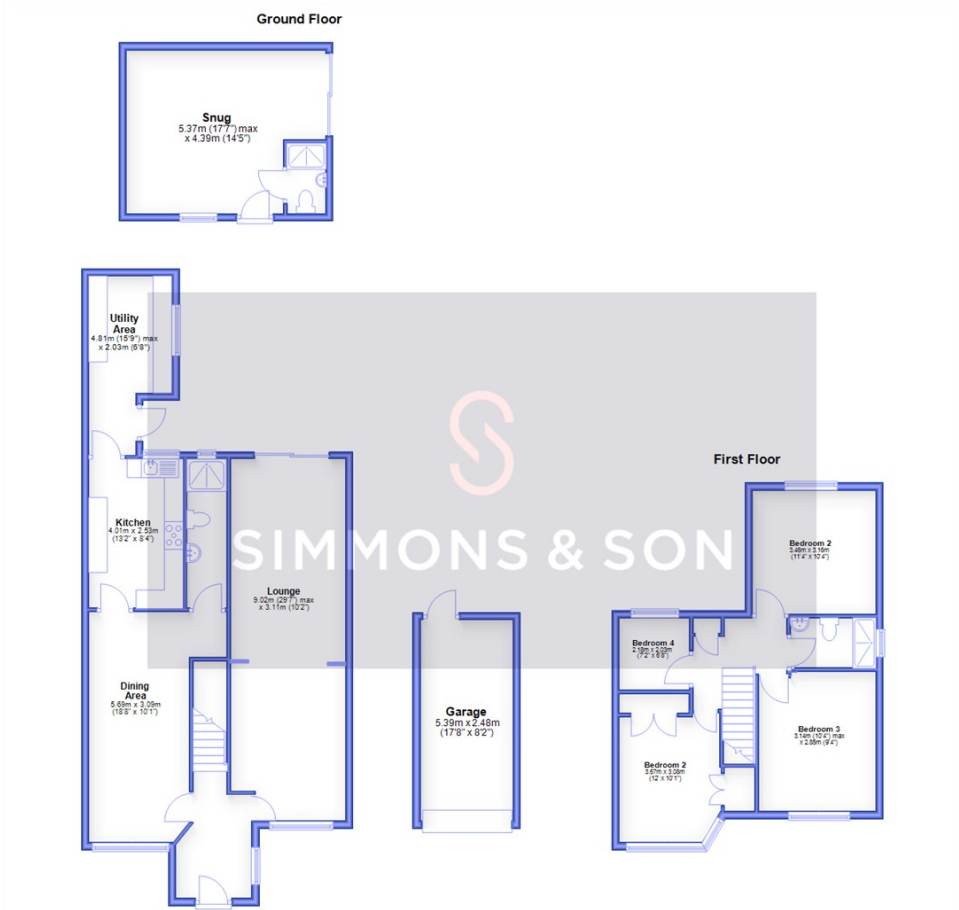 Ground Floor
Snug
5.37m (17'7") max
x 4.39m (14'5")
Utility
Area
4.81m (15'9") max
x 2.03m (6'8")
Kitchen
4.01m x 2.53m
(13'2" x 8'4")
Lounge
9.02m (29'7") max
x 3.11m (10'2")
Dining
Area
5.69m x 3.09m
(18'8" x 10'1")
Garage
5.39m x 2.48m
(17'8" x 8'2")
SIMMONS & SON
First Floor
Bedroom 2
3.46m x 3.16m
(11'4" x 10'4")
Bedroom 4
2.18m x 2.03m
(7'2" x 6'8")
Bedroom 3
3.14m (10'4") max
x 2.85m (9'4")
Bedroom 2
3.67m x 3.08m
(12' x 10'1")